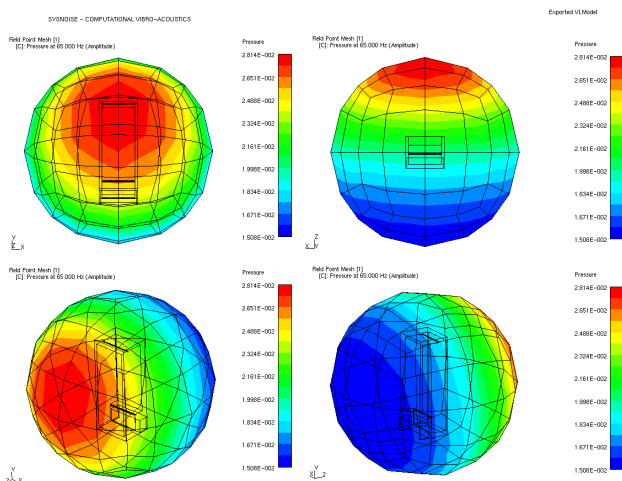 SYSNOISE - COMPUTATIONAL VIBRO-ACOUSTICS
Exported VLModel
Field Point Mesh [1]
[C]: Pressure at 65.000 Hz (Amplitude)
Pressure
2.814E-002
2.651E-002
2.488E-002
2.324E-002
2.161E-002
1.998E-002
1.834E-002
1.671E-002
1.508E-002
Y
Z X
Field Point Mesh [1]
[C]: Pressure at 65.000 Hz (Amplitude)
Pressure
2.814E-002
2.651E-002
2.488E-002
2.324E-002
2.161E-002
1.998E-002
1.834E-002
1.671E-002
1.508E-002
Z
X Y
Field Point Mesh [1]
[C]: Pressure at 65.000 Hz (Amplitude)
Pressure
2.814E-002
2.651E-002
2.488E-002
2.324E-002
2.161E-002
1.998E-002
1.834E-002
1.671E-002
1.508E-002
Y
X
Field Point Mesh [1]
[C]: Pressure at 65.000 Hz (Amplitude)
Pressure
2.814E-002
2.651E-002
2.488E-002
2.324E-002
2.161E-002
1.998E-002
1.834E-002
1.671E-002
1.508E-002
Y
X Z